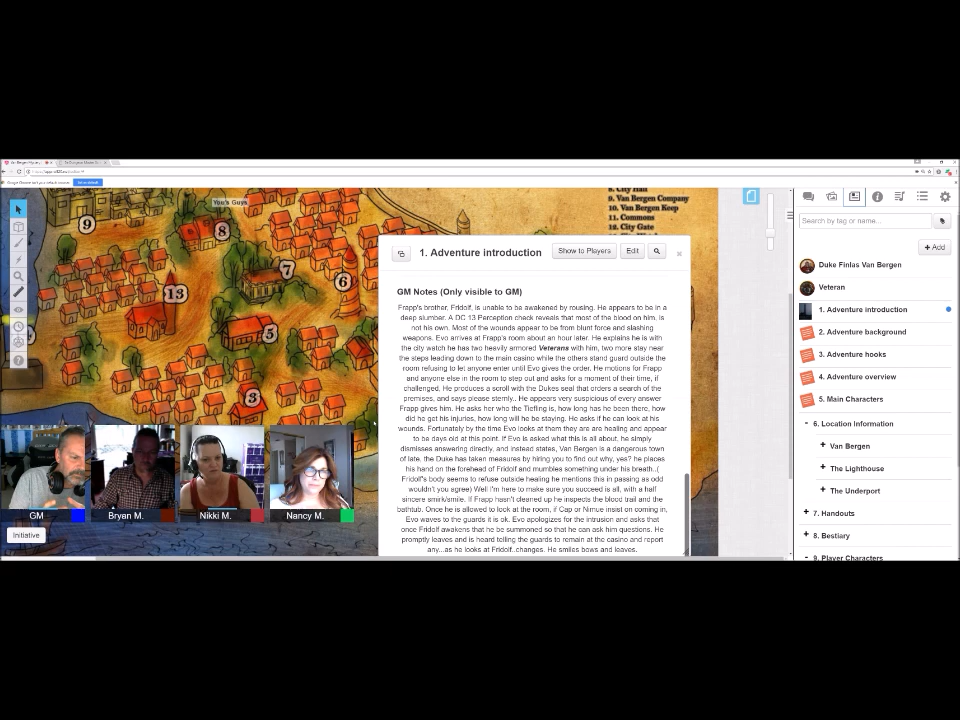 Van Bergen Myste
You's Guys
9
8
7
6
13
5
3
8. City Hall
9. Van Bergen Company
10. Van Bergen Keep
11. Commons
12. City Gate
1. Adventure introduction
Show to Players
Edit
GM Notes (Only visible to GM)
Frapp's brother, Fridolf, is unable to be awakened by rousing. He appears to be in a
deep slumber. A DC 13 Perception check reveals that most of the blood on him, is
not his own. Most of the wounds appear to be from blunt force and slashing
weapons. Evo arrives at Frapp's room about an hour later. He explains he is with
the city watch he has two heavily armored Veterans with him, two more stay near
the steps leading down to the main casino while the others stand guard outside the
room refusing to let anyone enter until Evo gives the order. He motions for Frapp
and anyone else in the room to step out and asks for a moment of their time, if
challenged, He produces a scroll with the Dukes seal that orders a search of the
premises, and says please sternly.. He appears very suspicious of every answer
Frapp gives him. He asks her who the Tiefling is, how long has he been there, how
did he get his injuries, how long will he be staying. He asks if he can look at his
wounds. Fortunately by the time Evo looks at them they are are healing and appear
to be days old at this point. If Evo is asked what this is all about, he simply
dismisses answering directly, and instead states, Van Bergen is a dangerous town
of late, the Duke has taken measures by hiring you to find out why, yes? he places
his hand on the forehead of Fridolf and mumbles something under his breath..(
Fridolf's body seems to refuse outside healing he mentions this in passing as odd
wouldn't you agree) Well I'm here to make sure you succeed is all, with a half
sincere smirk/smile. If Frapp hasn't cleaned up he inspects the blood trail and the
bathtub. Once he is allowed to look at the room, if Cap or Nimue insist on coming in,
Evo waves to the guards it is ok. Evo apologizes for the intrusion and asks that
once Fridolf awakens that he be summoned so that he can ask him questions. He
promptly leaves and is heard telling the guards to remain at the casino and report
any...as he looks at Fridolf..changes. He smiles bows and leaves.
GM
Bryan M.
Nikki M.
Nancy M.
Initiative
Search by tag or name...
+ Add
Duke Finlas Van Bergen
Veteran
1. Adventure introduction
2. Adventure background
3. Adventure hooks
4. Adventure overview
5. Main Characters
- 6. Location Information
+ Van Bergen
+ The Lighthouse
+ The Underport
+ 7. Handouts
+ 8. Bestiary
- 9. Player Characters